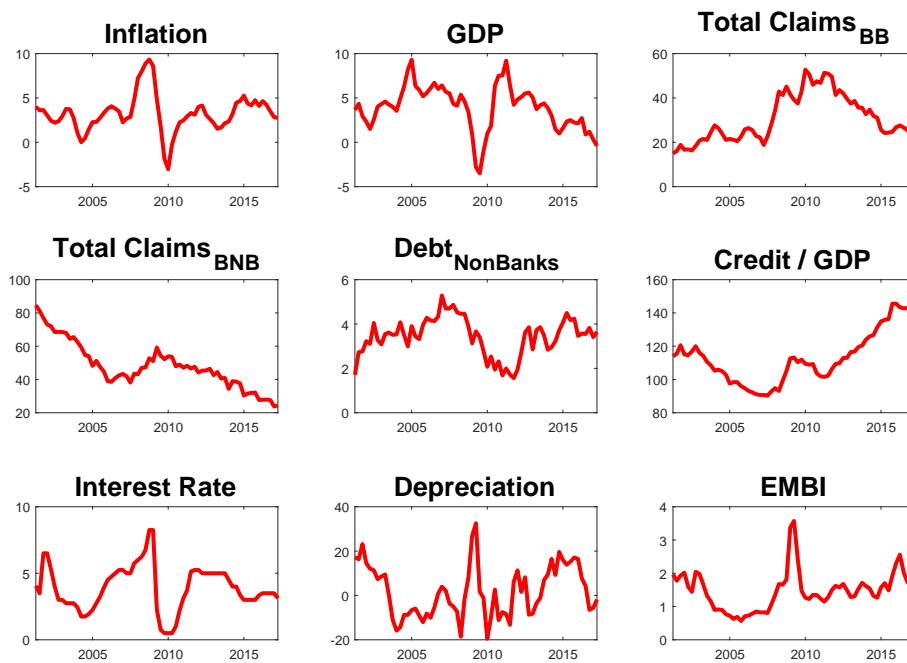 Inflation
10
5
0
-5
2005 2010 2015
GDP
10
5
0
-5
2005 2010 2015
Total Claims_BB
60
40
20
0
2005 2010 2015
Total Claims_BNB
100
80
60
40
20
2005 2010 2015
Debt_NonBanks
6
4
2
0
2005 2010 2015
Credit / GDP
160
140
120
100
80
2005 2010 2015
Interest Rate
10
5
0
2005 2010 2015
Depreciation
40
20
0
-20
2005 2010 2015
EMBI
4
3
2
1
0
2005 2010 2015